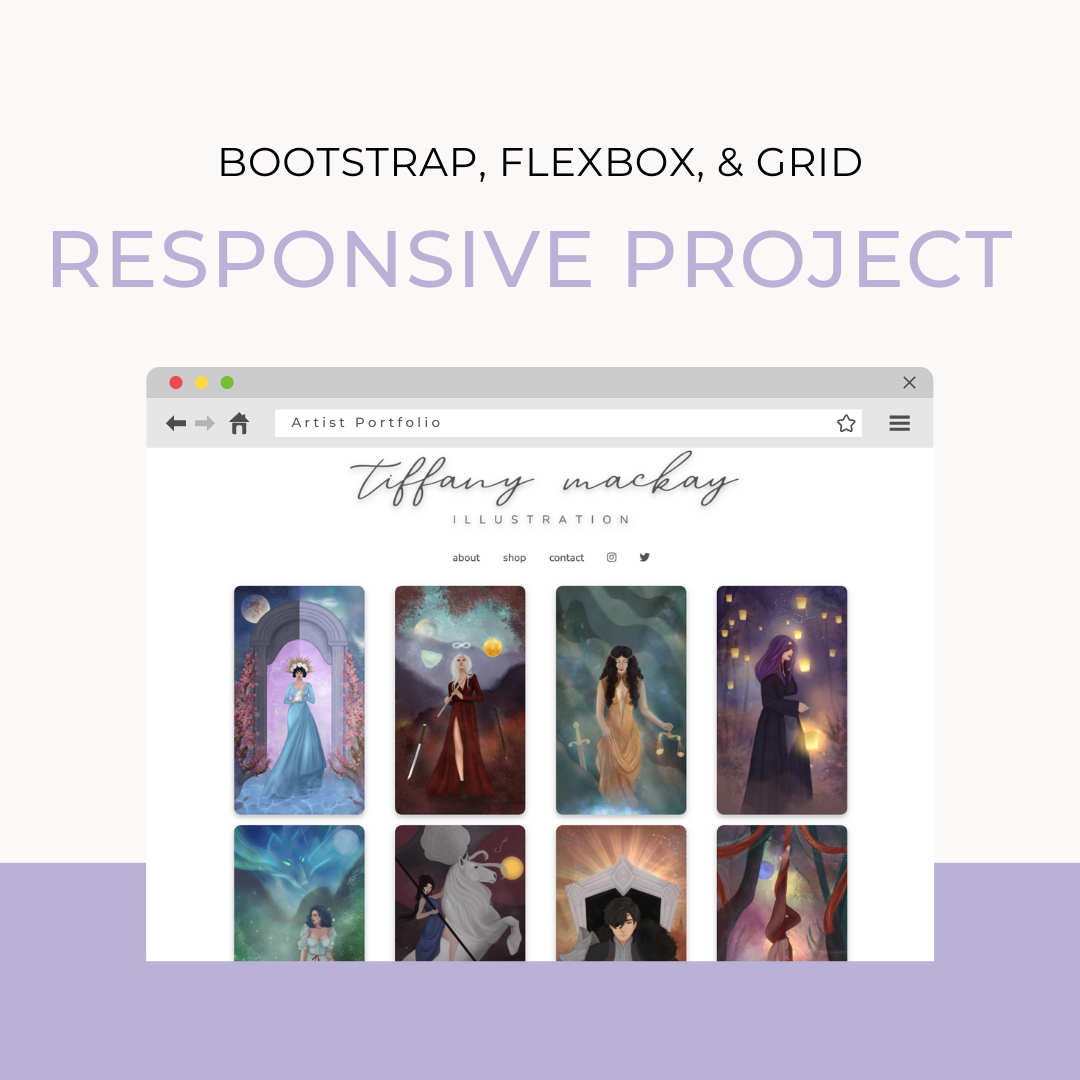 BOOTSTRAP, FLEXBOX, & GRID
RESPONSIVE PROJECT
Artist Portfolio
tiffany mackay
ILLUSTRATION
about shop contact